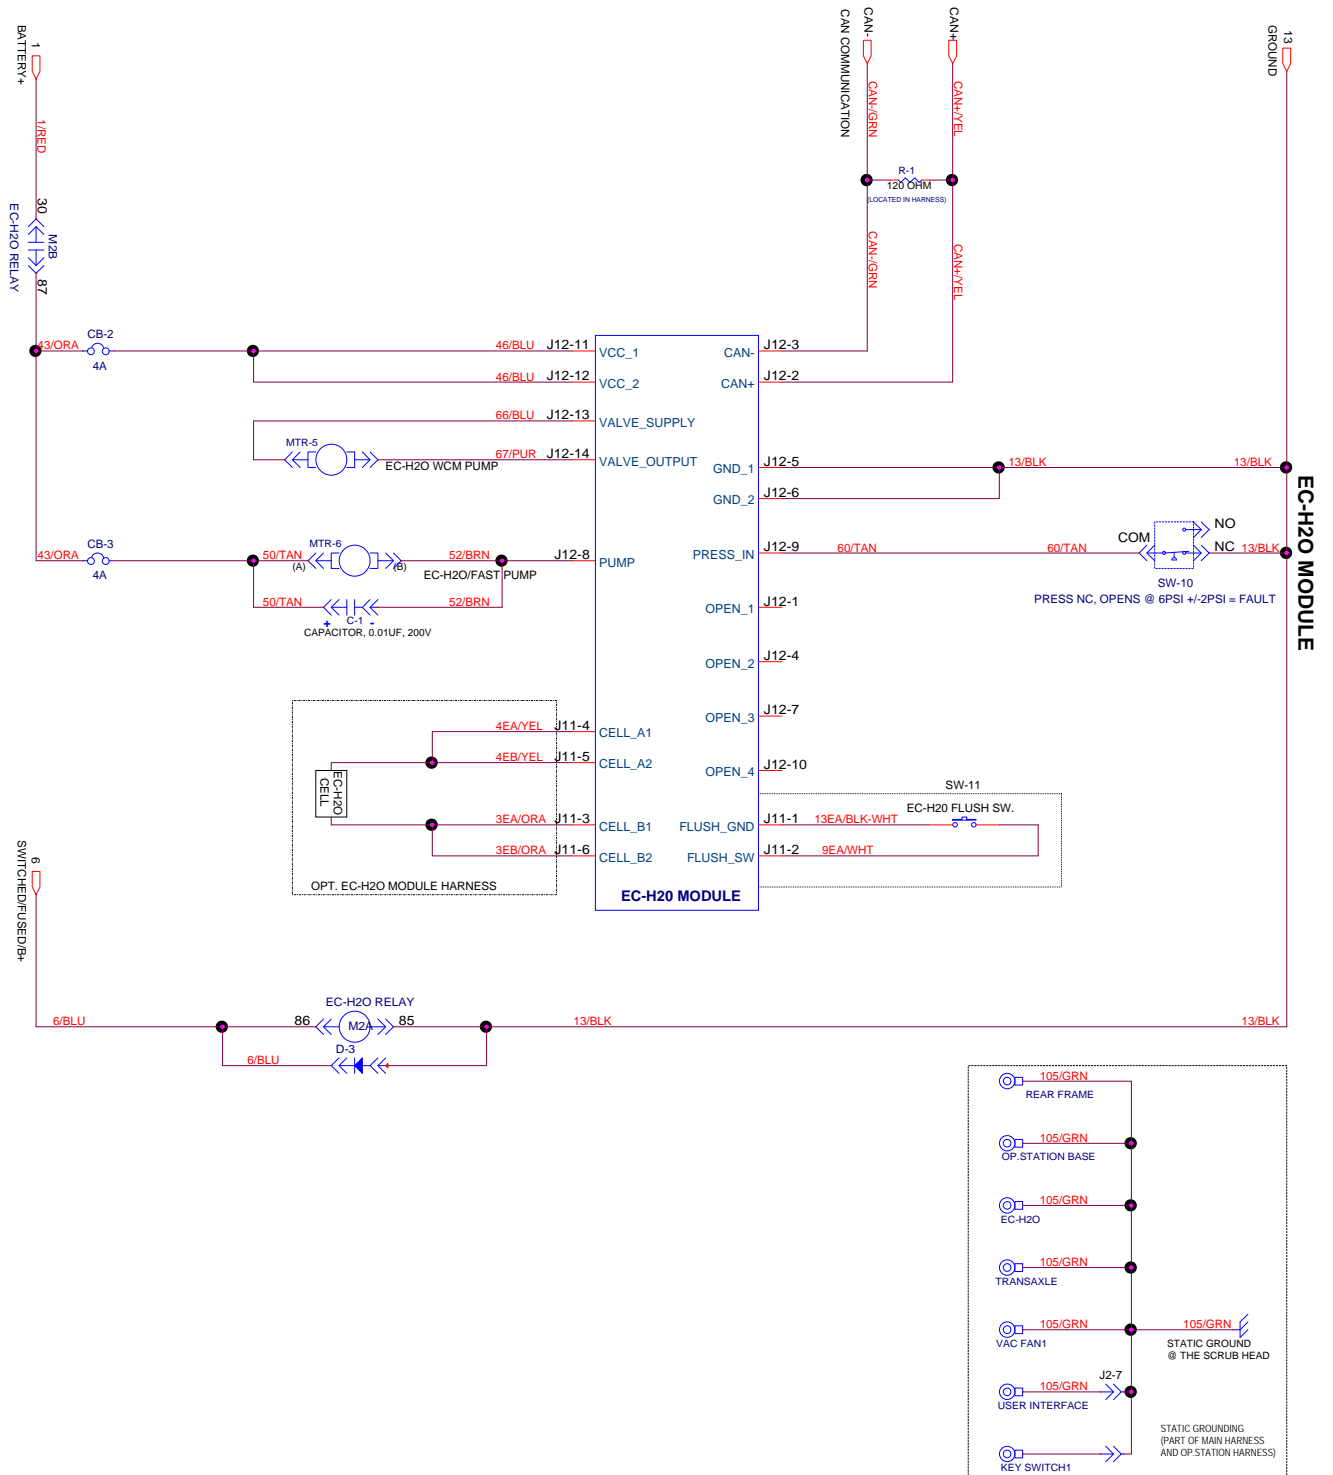 13
GROUND
CAN+
CAN-
CAN COMMUNICATION
1
BATTERY+
1/RED
CAN-/GRN
CAN+/YEL
R-1
120 OHM
(LOCATED IN HARNESS)
CAN-/GRN
CAN+/YEL
30
M2B
87
EC-H2O RELAY
EC-H2O MODULE
43/ORA
CB-2
4A
46/BLU J12-11 VCC_1
46/BLU J12-12 VCC_2
66/BLU J12-13 VALVE_SUPPLY
MTR-5
EC-H2O WCM PUMP
67/PUR J12-14 VALVE_OUTPUT
CAN- J12-3
CAN+ J12-2
GND_1 J12-5
13/BLK
13/BLK
GND_2 J12-6
43/ORA
CB-3
4A
50/TAN
MTR-6
(A)
(B)
52/BRN
J12-8 PUMP
EC-H2O/FAST PUMP
50/TAN
52/BRN
+ C-1 -
CAPACITOR, 0.01UF, 200V
PRESS_IN J12-9
60/TAN
60/TAN
COM
NO
NC
13/BLK
SW-10
PRESS NC, OPENS @ 6PSI +/-2PSI = FAULT
OPEN_1 J12-1
OPEN_2 J12-4
OPEN_3 J12-7
OPEN_4 J12-10
4EA/YEL J11-4 CELL_A1
4EB/YEL J11-5 CELL_A2
EC-H2O
CELL
3EA/ORA J11-3 CELL_B1
3EB/ORA J11-6 CELL_B2
OPT. EC-H2O MODULE HARNESS
SW-11
EC-H20 FLUSH SW.
FLUSH_GND J11-1 13EA/BLK-WHT
FLUSH_SW J11-2 9EA/WHT
EC-H20 MODULE
6
SWITCHED/FUSED/B+
6/BLU
EC-H2O RELAY
86
M2A
85
13/BLK
13/BLK
6/BLU
D-3
105/GRN
REAR FRAME
105/GRN
OP.STATION BASE
105/GRN
EC-H2O
105/GRN
TRANSAXLE
105/GRN
VAC FAN1
105/GRN
STATIC GROUND
@ THE SCRUB HEAD
105/GRN
J2-7
USER INTERFACE
KEY SWITCH1
STATIC GROUNDING
(PART OF MAIN HARNESS
AND OP.STATION HARNESS)